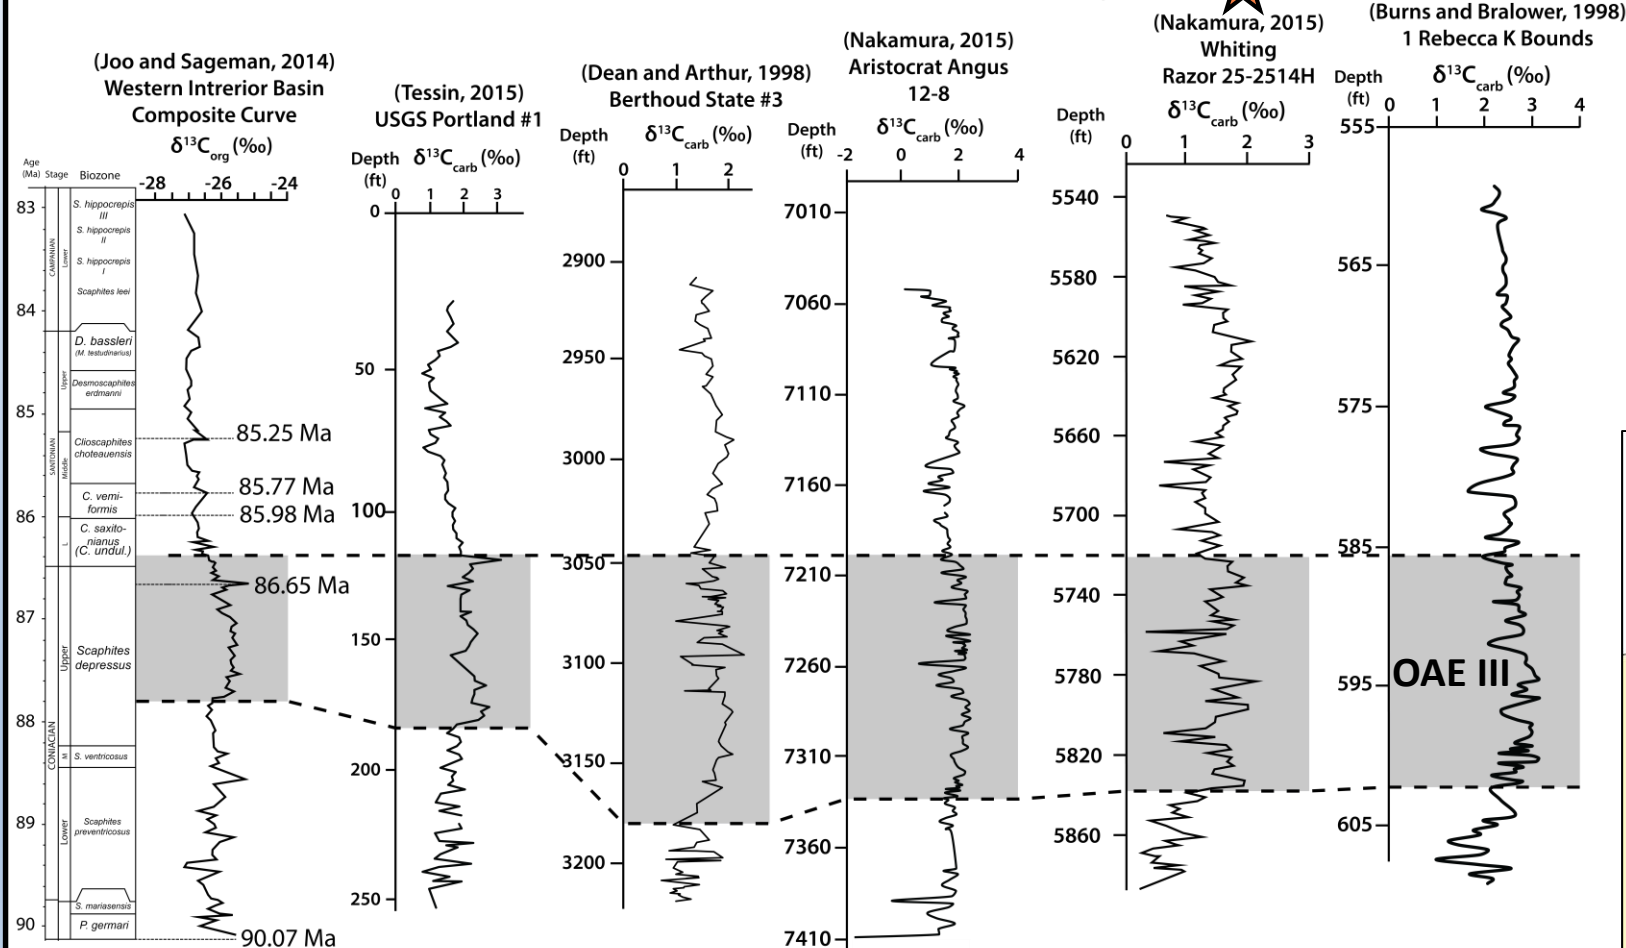 (Joo and Sageman, 2014)
Western Intrerior Basin
Composite Curve
δ¹³Corg (‰)
-28 -26 -24
Age
(Ma) Stage Biozone
83
84
85
86
87
88
89
90
CAMPANIAN
Lower
SANTONIAN
Upper
Middle
L
CONIACIAN
Upper
M
Lower
S. hippocrepis
III
S. hippocrepis
II
S. hippocrepis
I
Scaphites leei
D. bassleri
(M. testudinarius)
Desmoscaphites
erdmanni
Clioscaphites
choteauensis
C. vemi-
formis
C. saxito-
nianus
(C. undul.)
Scaphites
depressus
S. ventricosus
Scaphites
preventricosus
S. mariasensis
P. germari
85.25 Ma
85.77 Ma
85.98 Ma
86.65 Ma
90.07 Ma
(Tessin, 2015)
USGS Portland #1
Depth
(ft)
δ¹³Ccarb (‰)
0 1 2 3
0
50
100
150
200
250
(Dean and Arthur, 1998)
Berthoud State #3
Depth
(ft)
δ¹³Ccarb (‰)
0 1 2
2900
2950
3000
3050
3100
3150
3200
(Nakamura, 2015)
Aristocrat Angus
12-8
Depth
(ft)
δ¹³Ccarb (‰)
-2 0 2 4
7010
7060
7110
7160
7210
7260
7310
7360
7410
(Nakamura, 2015)
Whiting
Razor 25-2514H
Depth
(ft)
δ¹³Ccarb (‰)
0 1 2 3
5540
5580
5620
5660
5700
5740
5780
5820
5860
(Burns and Bralower, 1998)
1 Rebecca K Bounds
Depth
(ft)
δ¹³Ccarb (‰)
0 1 2 3 4
555
565
575
585
595
605
OAE III